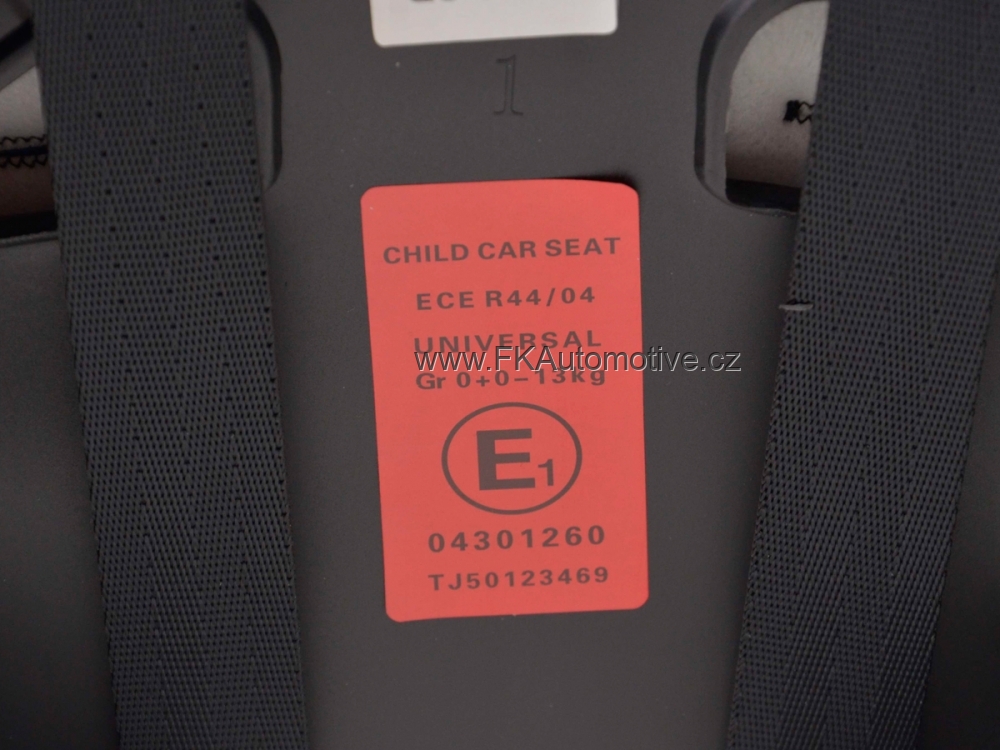 1
CHILD CAR SEAT
ECE R44/04
UNIVERSAL
www.FKAutomotive.cz
Gr 0+0-13kg
E1
04301260
TJ50123469